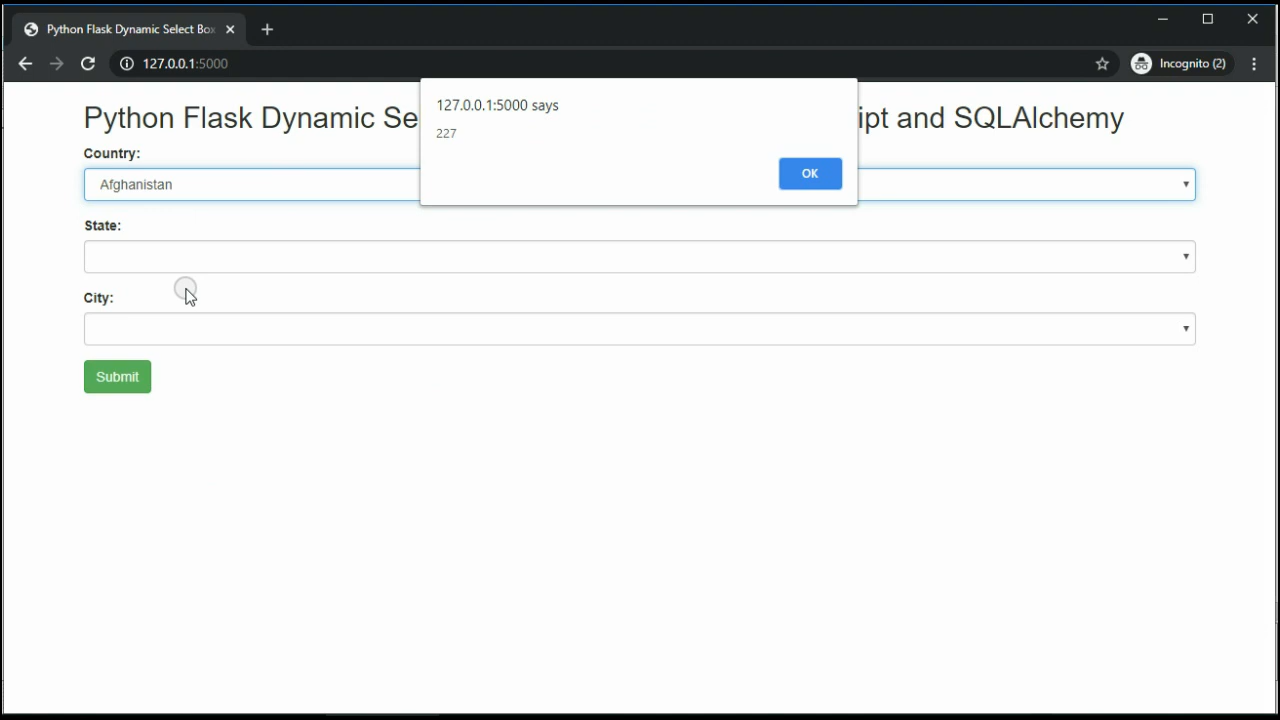 Python Flask Dynamic Select Bo
127.0.0.1:5000
Incognito (2)
127.0.0.1:5000 says
227
OK
Python Flask Dynamic Se ipt and SQLAlchemy
Country:
Afghanistan
State:
City:
Submit